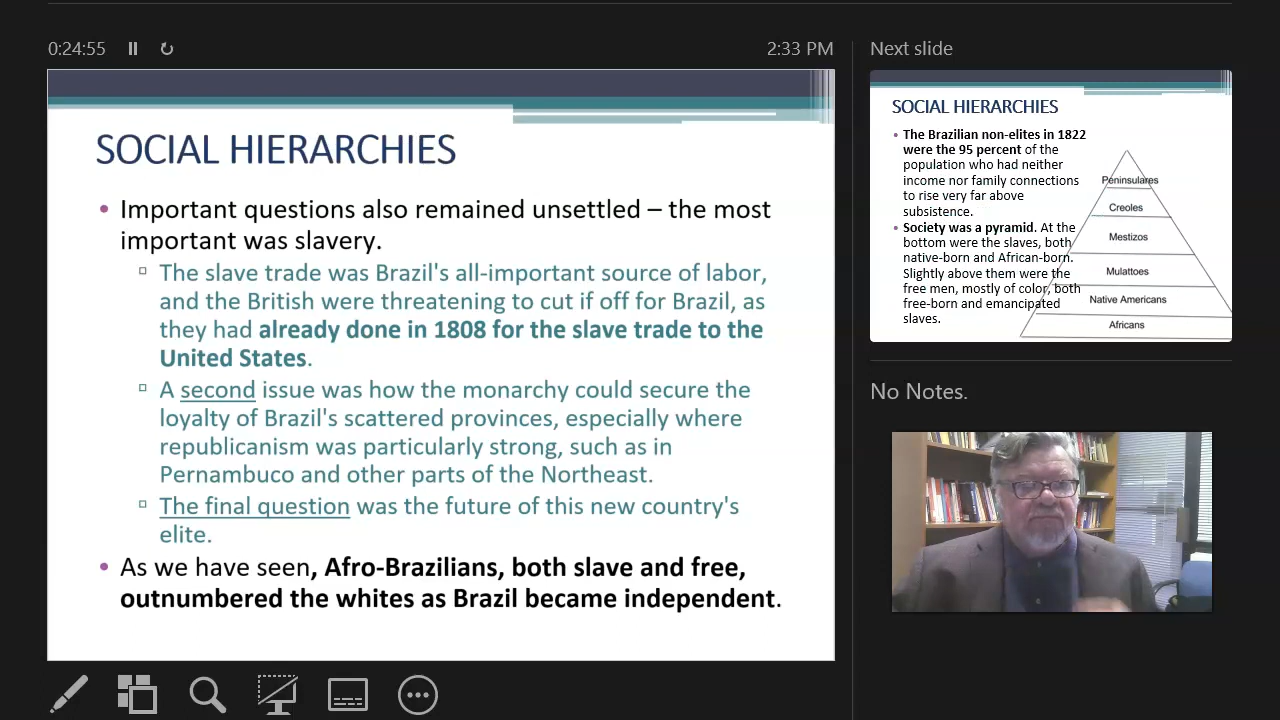 0:24:55
2:33 PM
SOCIAL HIERARCHIES
• Important questions also remained unsettled – the most
important was slavery.
▫ The slave trade was Brazil's all-important source of labor,
and the British were threatening to cut if off for Brazil, as
they had already done in 1808 for the slave trade to the
United States.
▫ A second issue was how the monarchy could secure the
loyalty of Brazil's scattered provinces, especially where
republicanism was particularly strong, such as in
Pernambuco and other parts of the Northeast.
▫ The final question was the future of this new country's
elite.
• As we have seen, Afro-Brazilians, both slave and free,
outnumbered the whites as Brazil became independent.
Next slide
SOCIAL HIERARCHIES
• The Brazilian non-elites in 1822
were the 95 percent of the
population who had neither
income nor family connections
to rise very far above
subsistence.
• Society was a pyramid. At the
bottom were the slaves, both
native-born and African-born.
Slightly above them were the
free men, mostly of color, both
free-born and emancipated
slaves.
Peninsulares
Creoles
Mestizos
Mulattoes
Native Americans
Africans
No Notes.